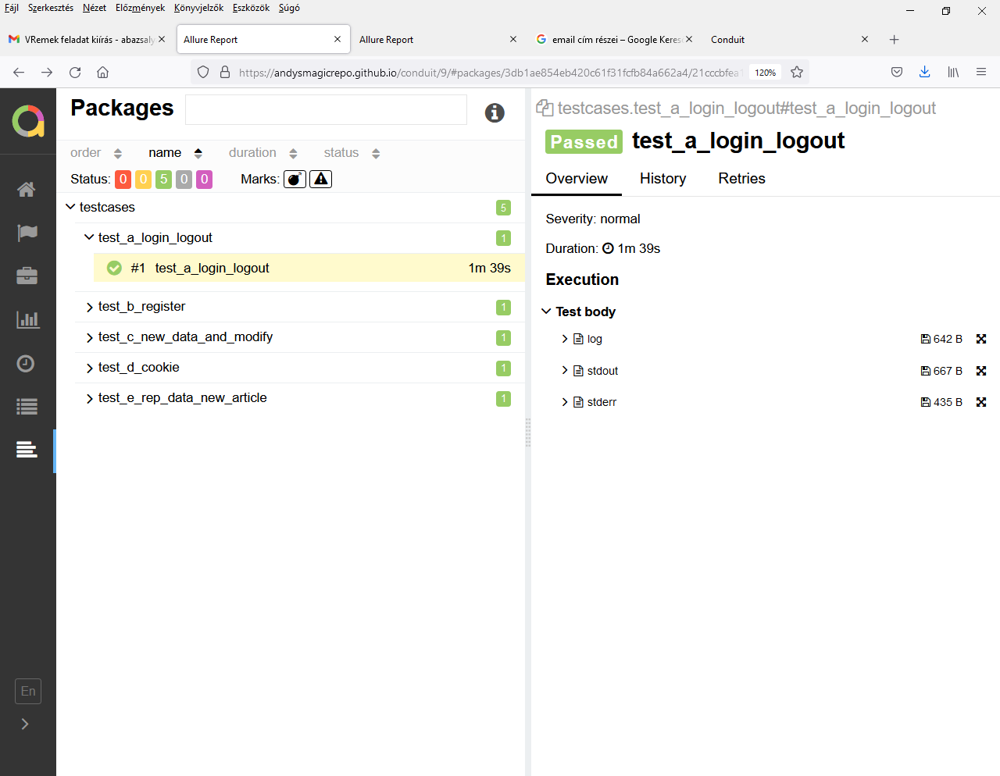 Fájl Szerkesztés Nézet Előzmények Könyvjelzők Eszközök Súgó
VRemek feladat kiírás - abazsaly
Allure Report
Allure Report
email cím részei – Google Keres
Conduit
https://andysmagicrepo.github.io/conduit/9/#packages/3db1ae854eb420c61f31fcfb84a662a4/21cccbfea
120%
Packages
order name duration status
Status: 0 0 5 0 0 Marks:
testcases 5
test_a_login_logout 1
#1 test_a_login_logout 1m 39s
test_b_register 1
test_c_new_data_and_modify 1
test_d_cookie 1
test_e_rep_data_new_article 1
En
testcases.test_a_login_logout#test_a_login_logout
Passed test_a_login_logout
Overview History Retries
Severity: normal
Duration: 1m 39s
Execution
Test body
log 642 B
stdout 667 B
stderr 435 B